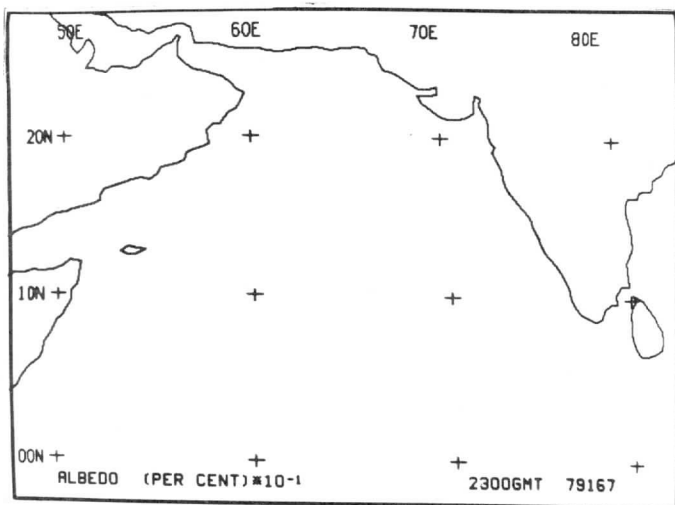 50E 60E 70E 80E
20N
10N
00N
ALBEDO (PER CENT)*10-1 2300GMT 79167